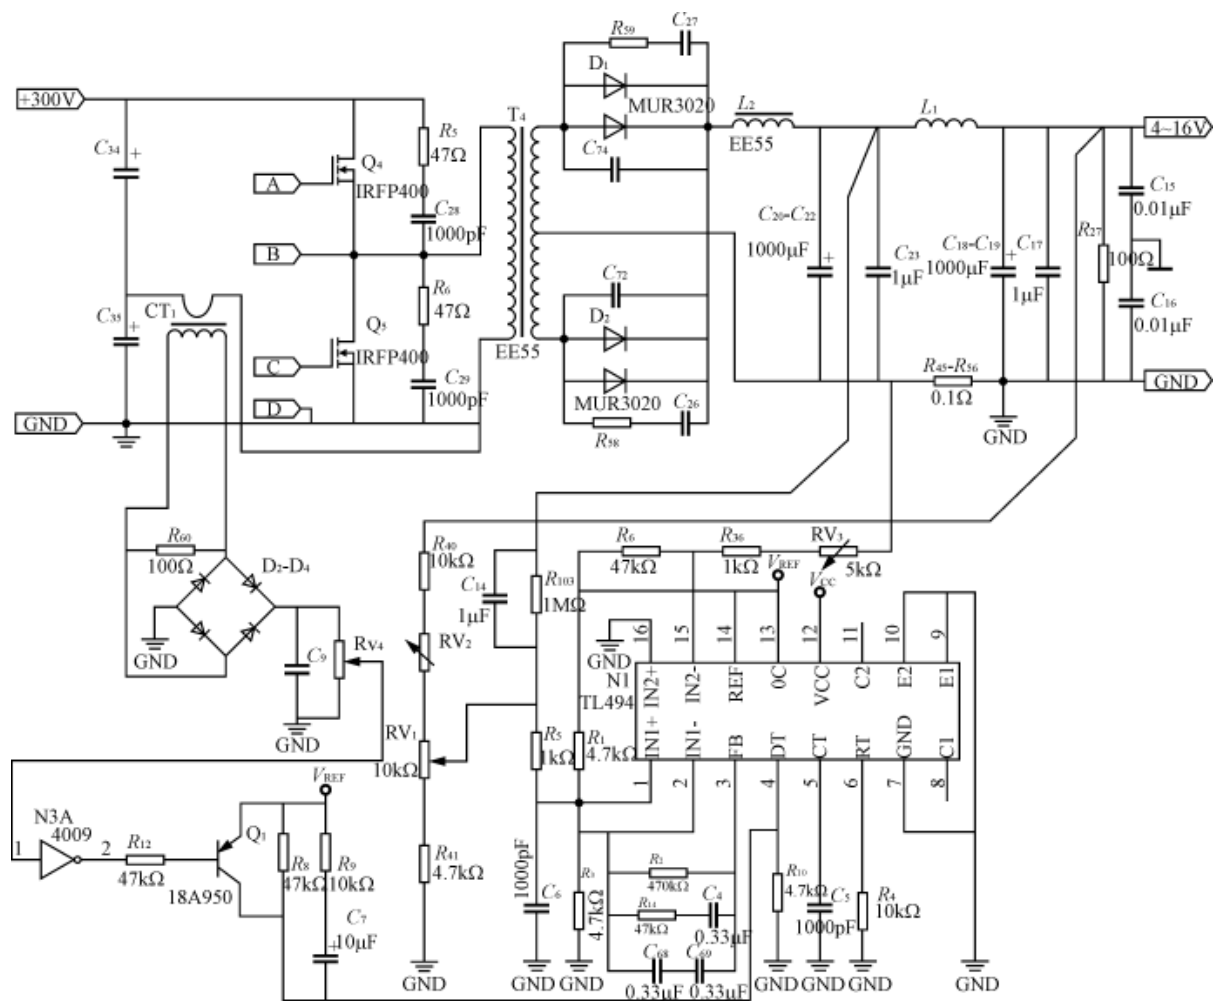 C27
R59
D1
+300V
MUR3020
L2
L1
R5
T4
4~16V
47Ω
EE55
C34
+
Q4
C74
A
IRFP400
C15
C28
0.01μF
1000pF
C20-C22
R27
B
1000μF
C18-C19
C17
C23
+
1000μF
+
100Ω
1μF
1μF
C72
R6
C16
CT1
47Ω
D2
0.01μF
C35
+
Q5
EE55
R45-R56
C
IRFP400
C29
1000pF
MUR3020
C26
0.1Ω
GND
D
GND
R58
GND
R60
R40
R6
R36
RV3
100Ω
10kΩ
47kΩ
1kΩ
VREF
5kΩ
D2-D4
C14
R103
VCC
1μF
1MΩ
GND
16
15
14
13
12
11
10
9
GND
C9
RV4
RV2
N1
TL494
IN2+
IN2-
REF
0C
VCC
C2
E2
E1
GND
RV1
10kΩ
R5
1kΩ
R1
4.7kΩ
IN1+
IN1-
FB
DT
CT
RT
GND
C1
1
2
3
4
5
6
7
8
VREF
N3A
4009
1
2
R12
47kΩ
Q1
18A950
R8
47kΩ
R9
10kΩ
R41
4.7kΩ
1000pF
C6
R3
4.7kΩ
R2
470kΩ
R14
47kΩ
C4
0.33μF
R10
4.7kΩ
C5
1000pF
R4
10kΩ
C7
10μF
+
C68
C69
0.33μF
0.33μF
GND
GND
GND
GND
GND
GND
GND